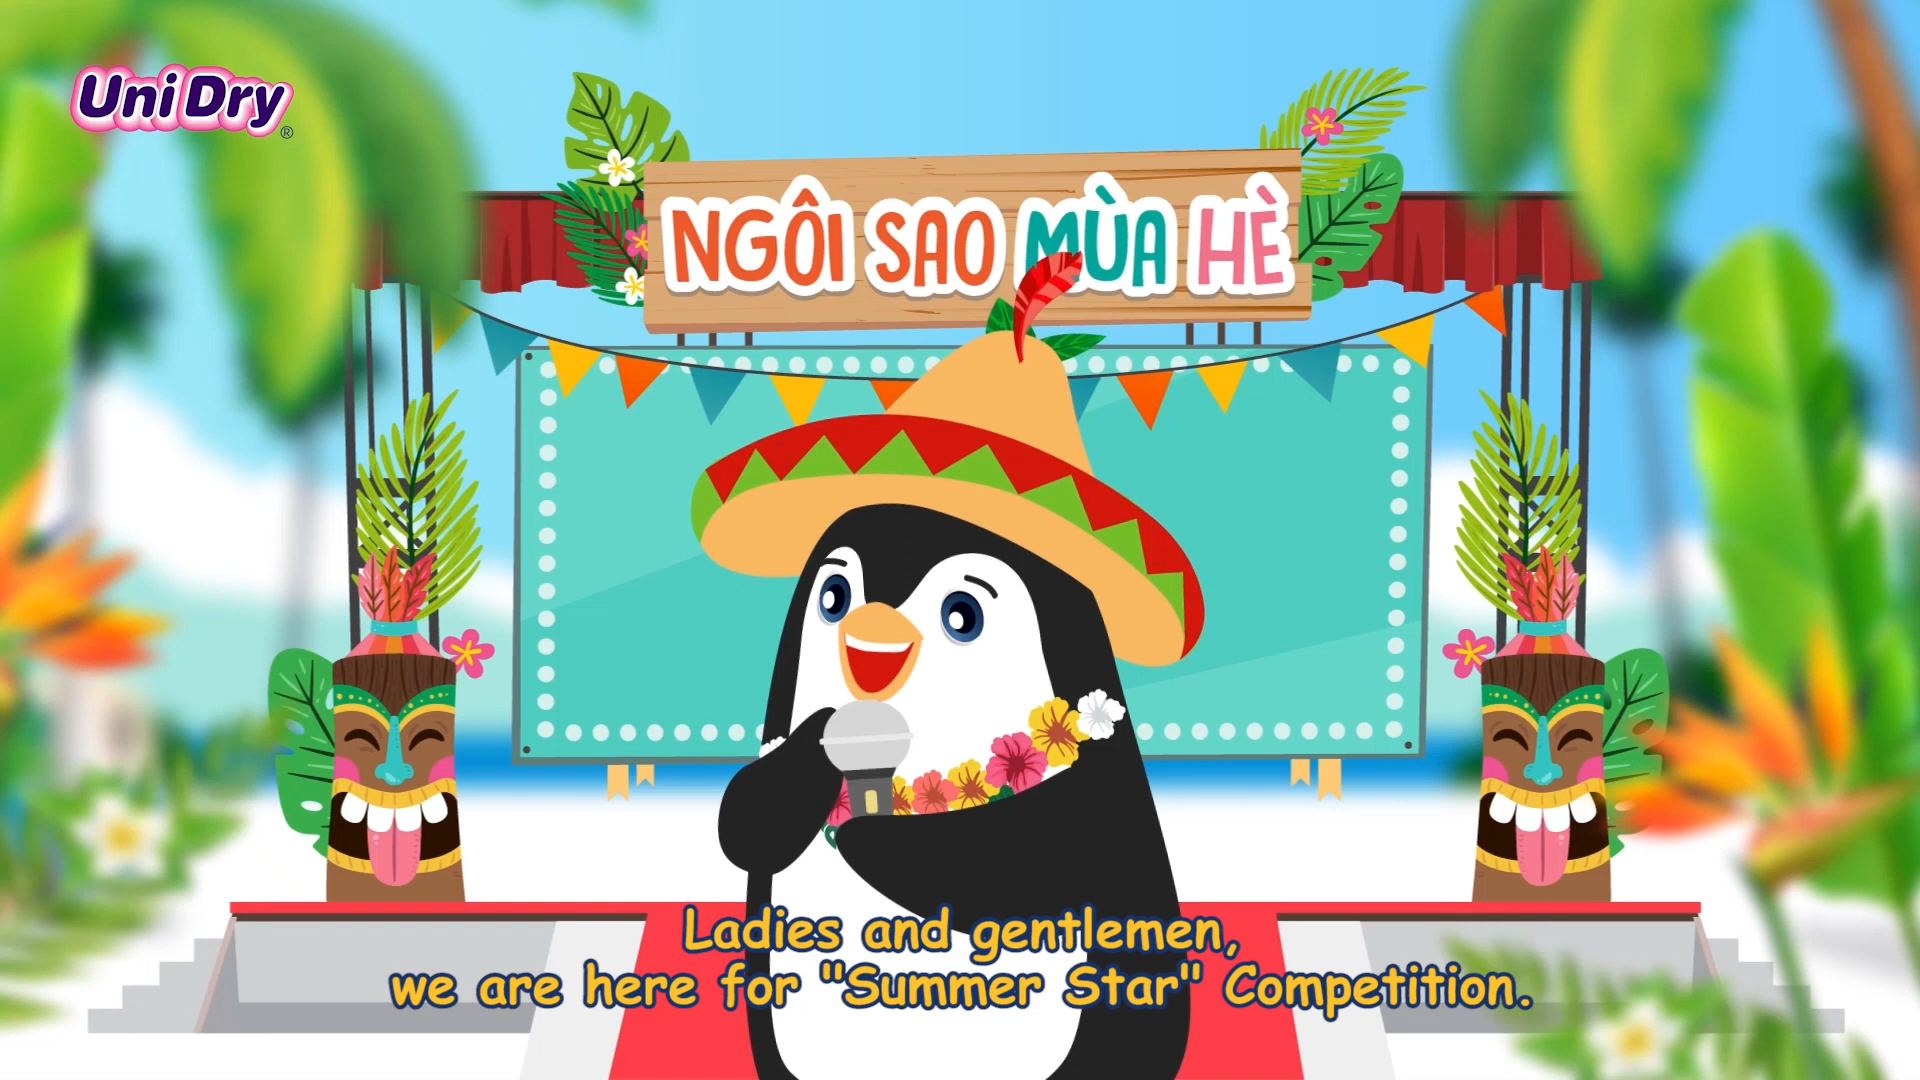 UniDry®
NGÔI SAO MÙA HÈ
Ladies and gentlemen,
we are here for "Summer Star" Competition.